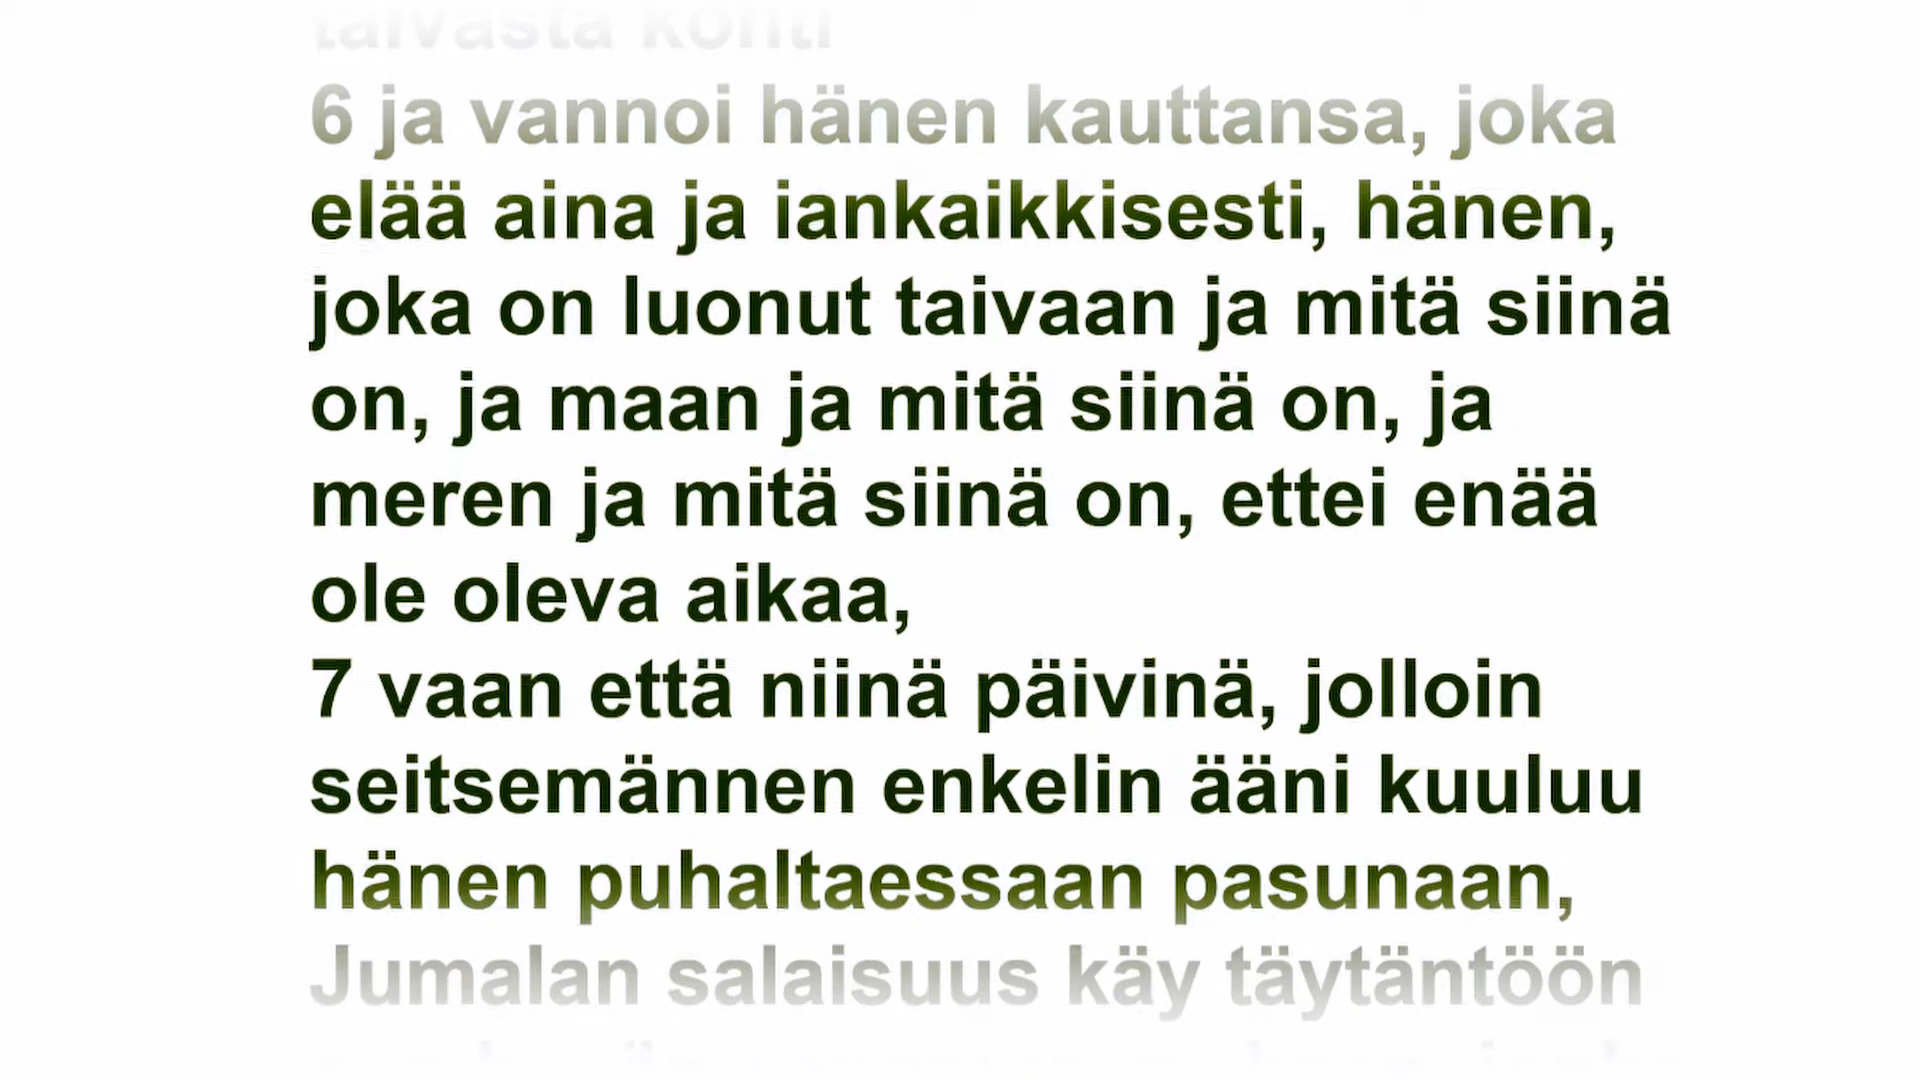 taivasta kohti
6 ja vannoi hänen kauttansa, joka
elää aina ja iankaikkisesti, hänen,
joka on luonut taivaan ja mitä siinä
on, ja maan ja mitä siinä on, ja
meren ja mitä siinä on, ettei enää
ole oleva aikaa,
7 vaan että niinä päivinä, jolloin
seitsemännen enkelin ääni kuuluu
hänen puhaltaessaan pasunaan,
Jumalan salaisuus käy täytäntöön